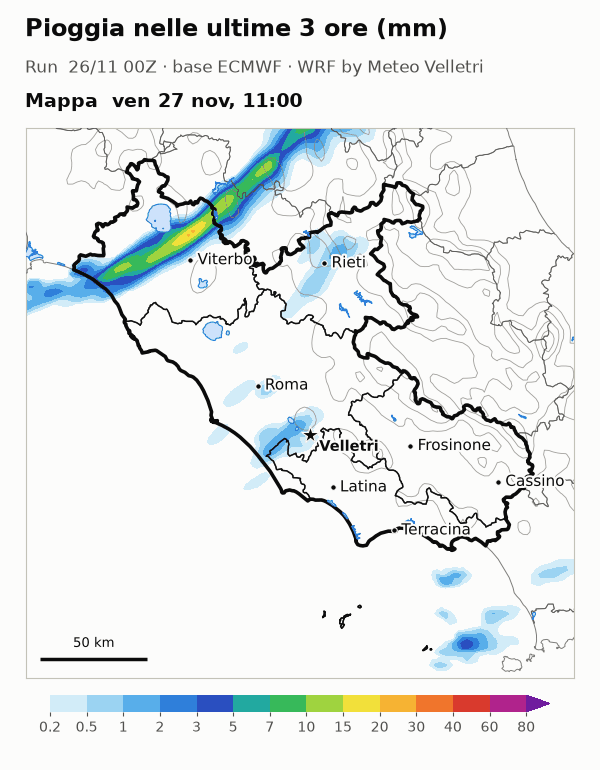 Pioggia nelle ultime 3 ore (mm)
Run  26/11 00Z · base ECMWF · WRF by Meteo Velletri
Mappa  ven 27 nov, 11:00
Viterbo
Rieti
Roma
Velletri
Frosinone
Cassino
Latina
Terracina
50 km
0.2 0.5 1 2 3 5 7 10 15 20 30 40 60 80